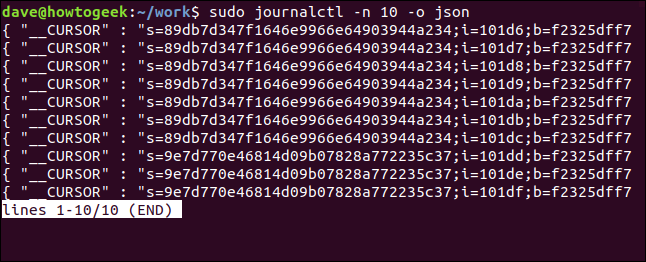 dave@howtogeek:~/work$ sudo journalctl -n 10 -o json
{ "__CURSOR" : "s=89db7d347f1646e9966e64903944a234;i=101d6;b=f2325dff7
{ "__CURSOR" : "s=89db7d347f1646e9966e64903944a234;i=101d7;b=f2325dff7
{ "__CURSOR" : "s=89db7d347f1646e9966e64903944a234;i=101d8;b=f2325dff7
{ "__CURSOR" : "s=89db7d347f1646e9966e64903944a234;i=101d9;b=f2325dff7
{ "__CURSOR" : "s=89db7d347f1646e9966e64903944a234;i=101da;b=f2325dff7
{ "__CURSOR" : "s=89db7d347f1646e9966e64903944a234;i=101db;b=f2325dff7
{ "__CURSOR" : "s=89db7d347f1646e9966e64903944a234;i=101dc;b=f2325dff7
{ "__CURSOR" : "s=9e7d770e46814d09b07828a772235c37;i=101dd;b=f2325dff7
{ "__CURSOR" : "s=9e7d770e46814d09b07828a772235c37;i=101de;b=f2325dff7
{ "__CURSOR" : "s=9e7d770e46814d09b07828a772235c37;i=101df;b=f2325dff7
lines 1-10/10 (END)